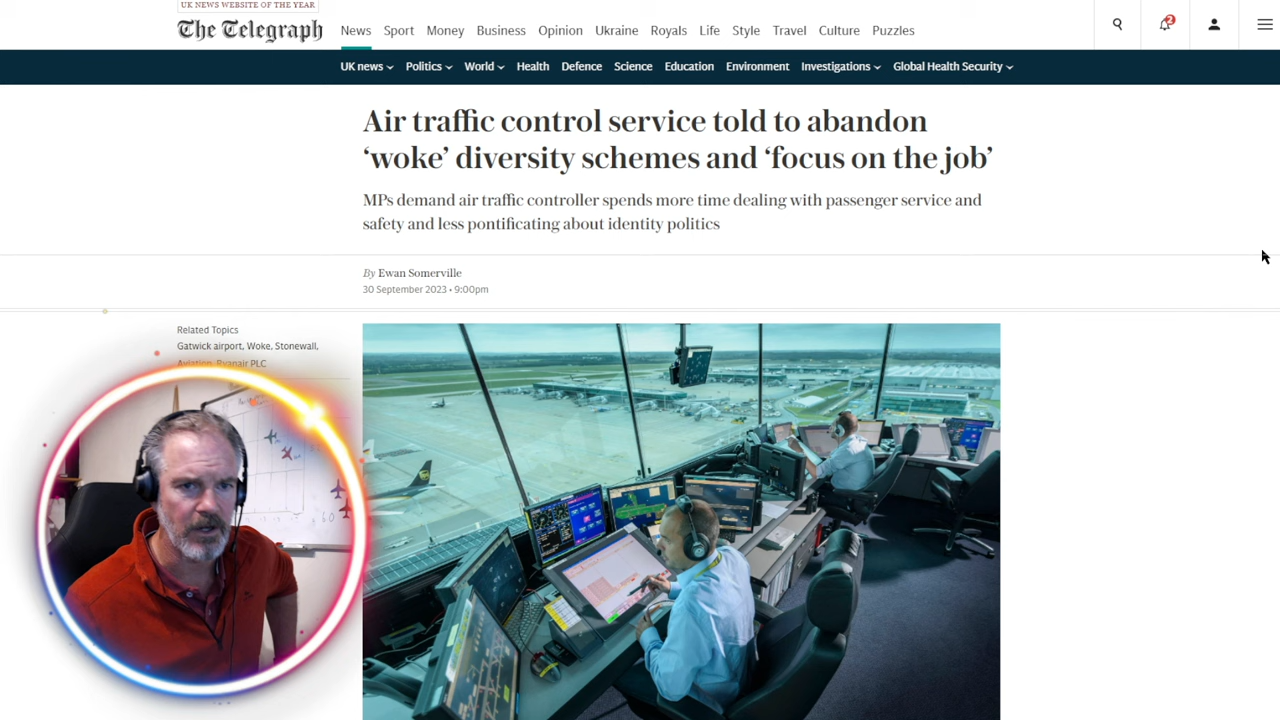 UK NEWS WEBSITE OF THE YEAR
The Telegraph
News Sport Money Business Opinion Ukraine Royals Life Style Travel Culture Puzzles
2
UK news Politics World Health Defence Science Education Environment Investigations Global Health Security
Air traffic control service told to abandon
‘woke’ diversity schemes and ‘focus on the job’
MPs demand air traffic controller spends more time dealing with passenger service and
safety and less pontificating about identity politics
By Ewan Somerville
30 September 2023 • 9:00pm
Related Topics
Gatwick airport, Woke, Stonewall,
Aviation, Ryanair PLC